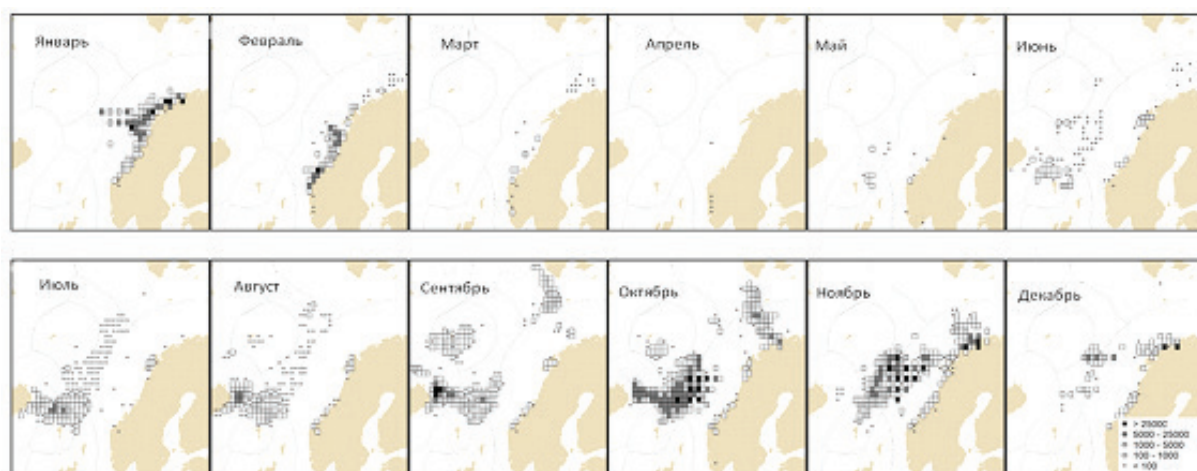 Январь
Февраль
Март
Апрель
Май
Июнь
Июль
Август
Сентябрь
Октябрь
Ноябрь
Декабрь
> 25000
5000 - 25000
1000 - 5000
100 - 1000
< 100